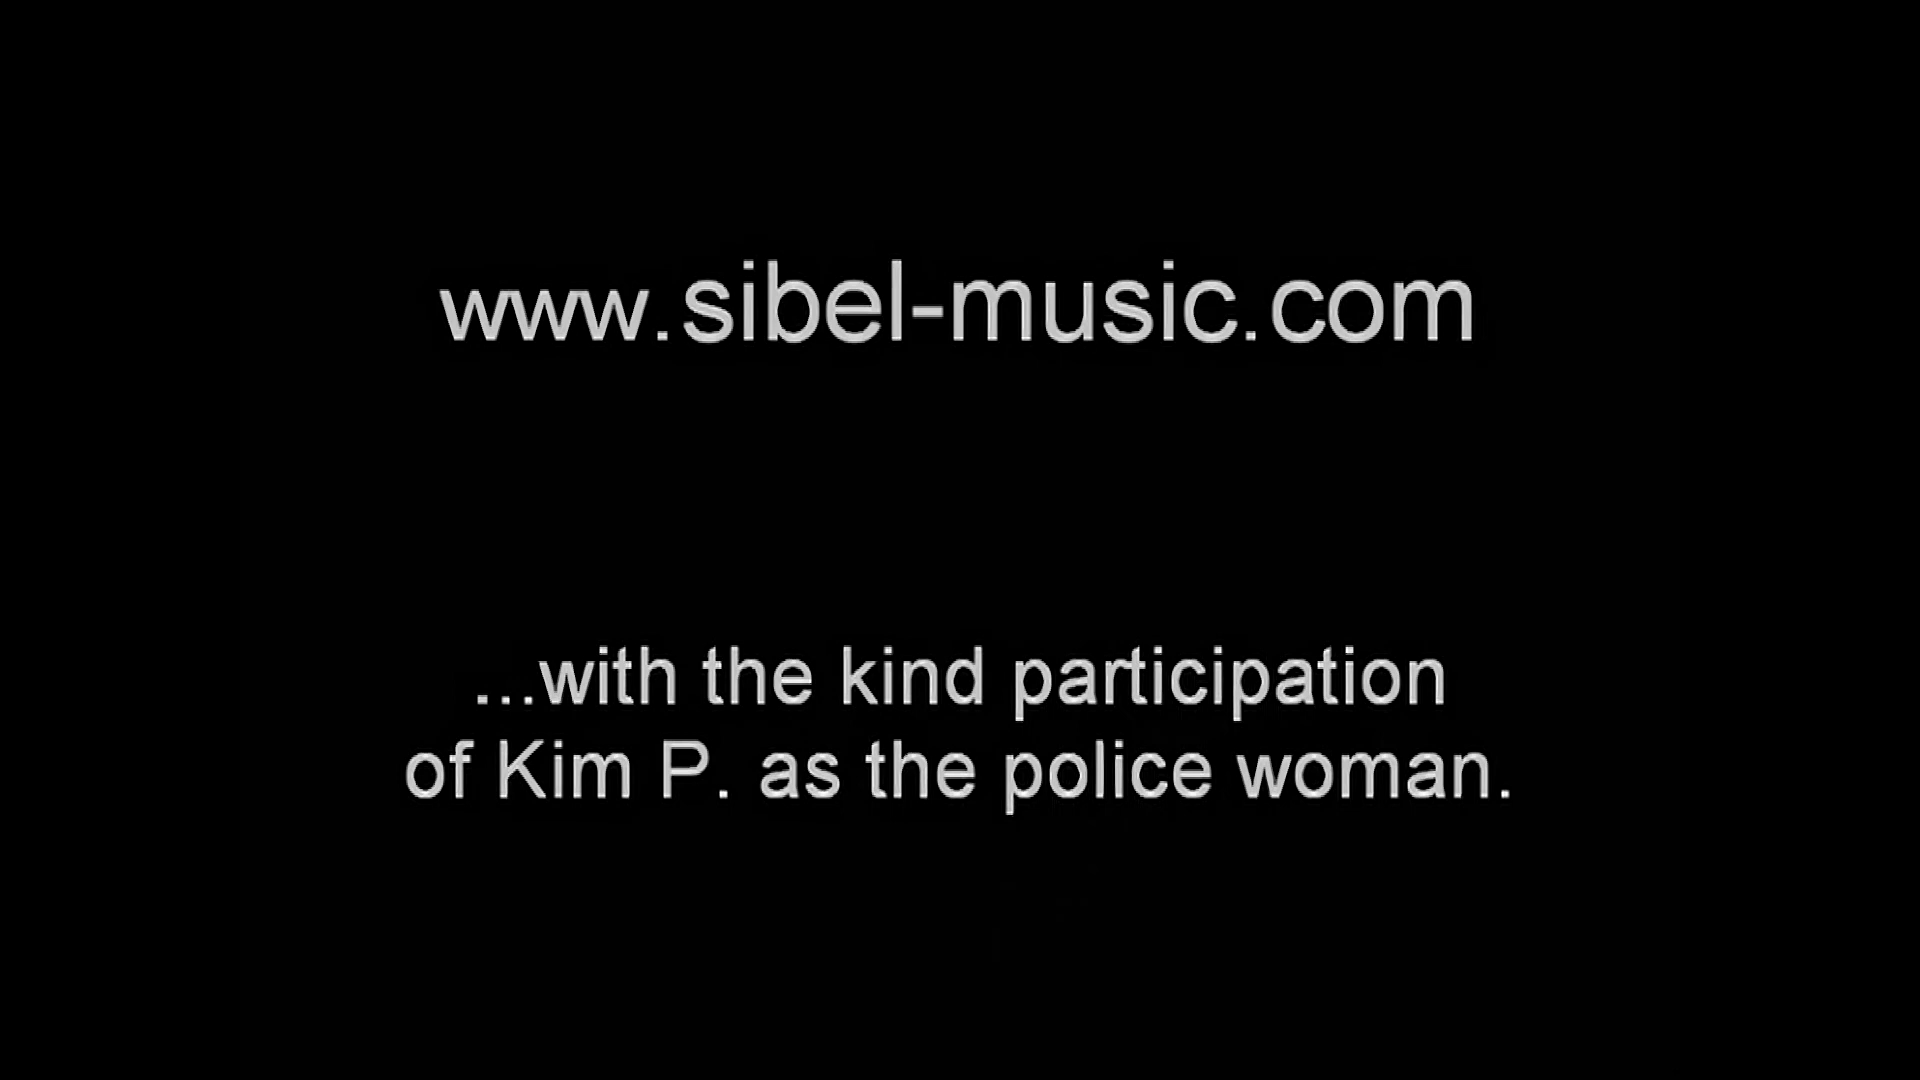 www.sibel-music.com
...with the kind participation
of Kim P. as the police woman.